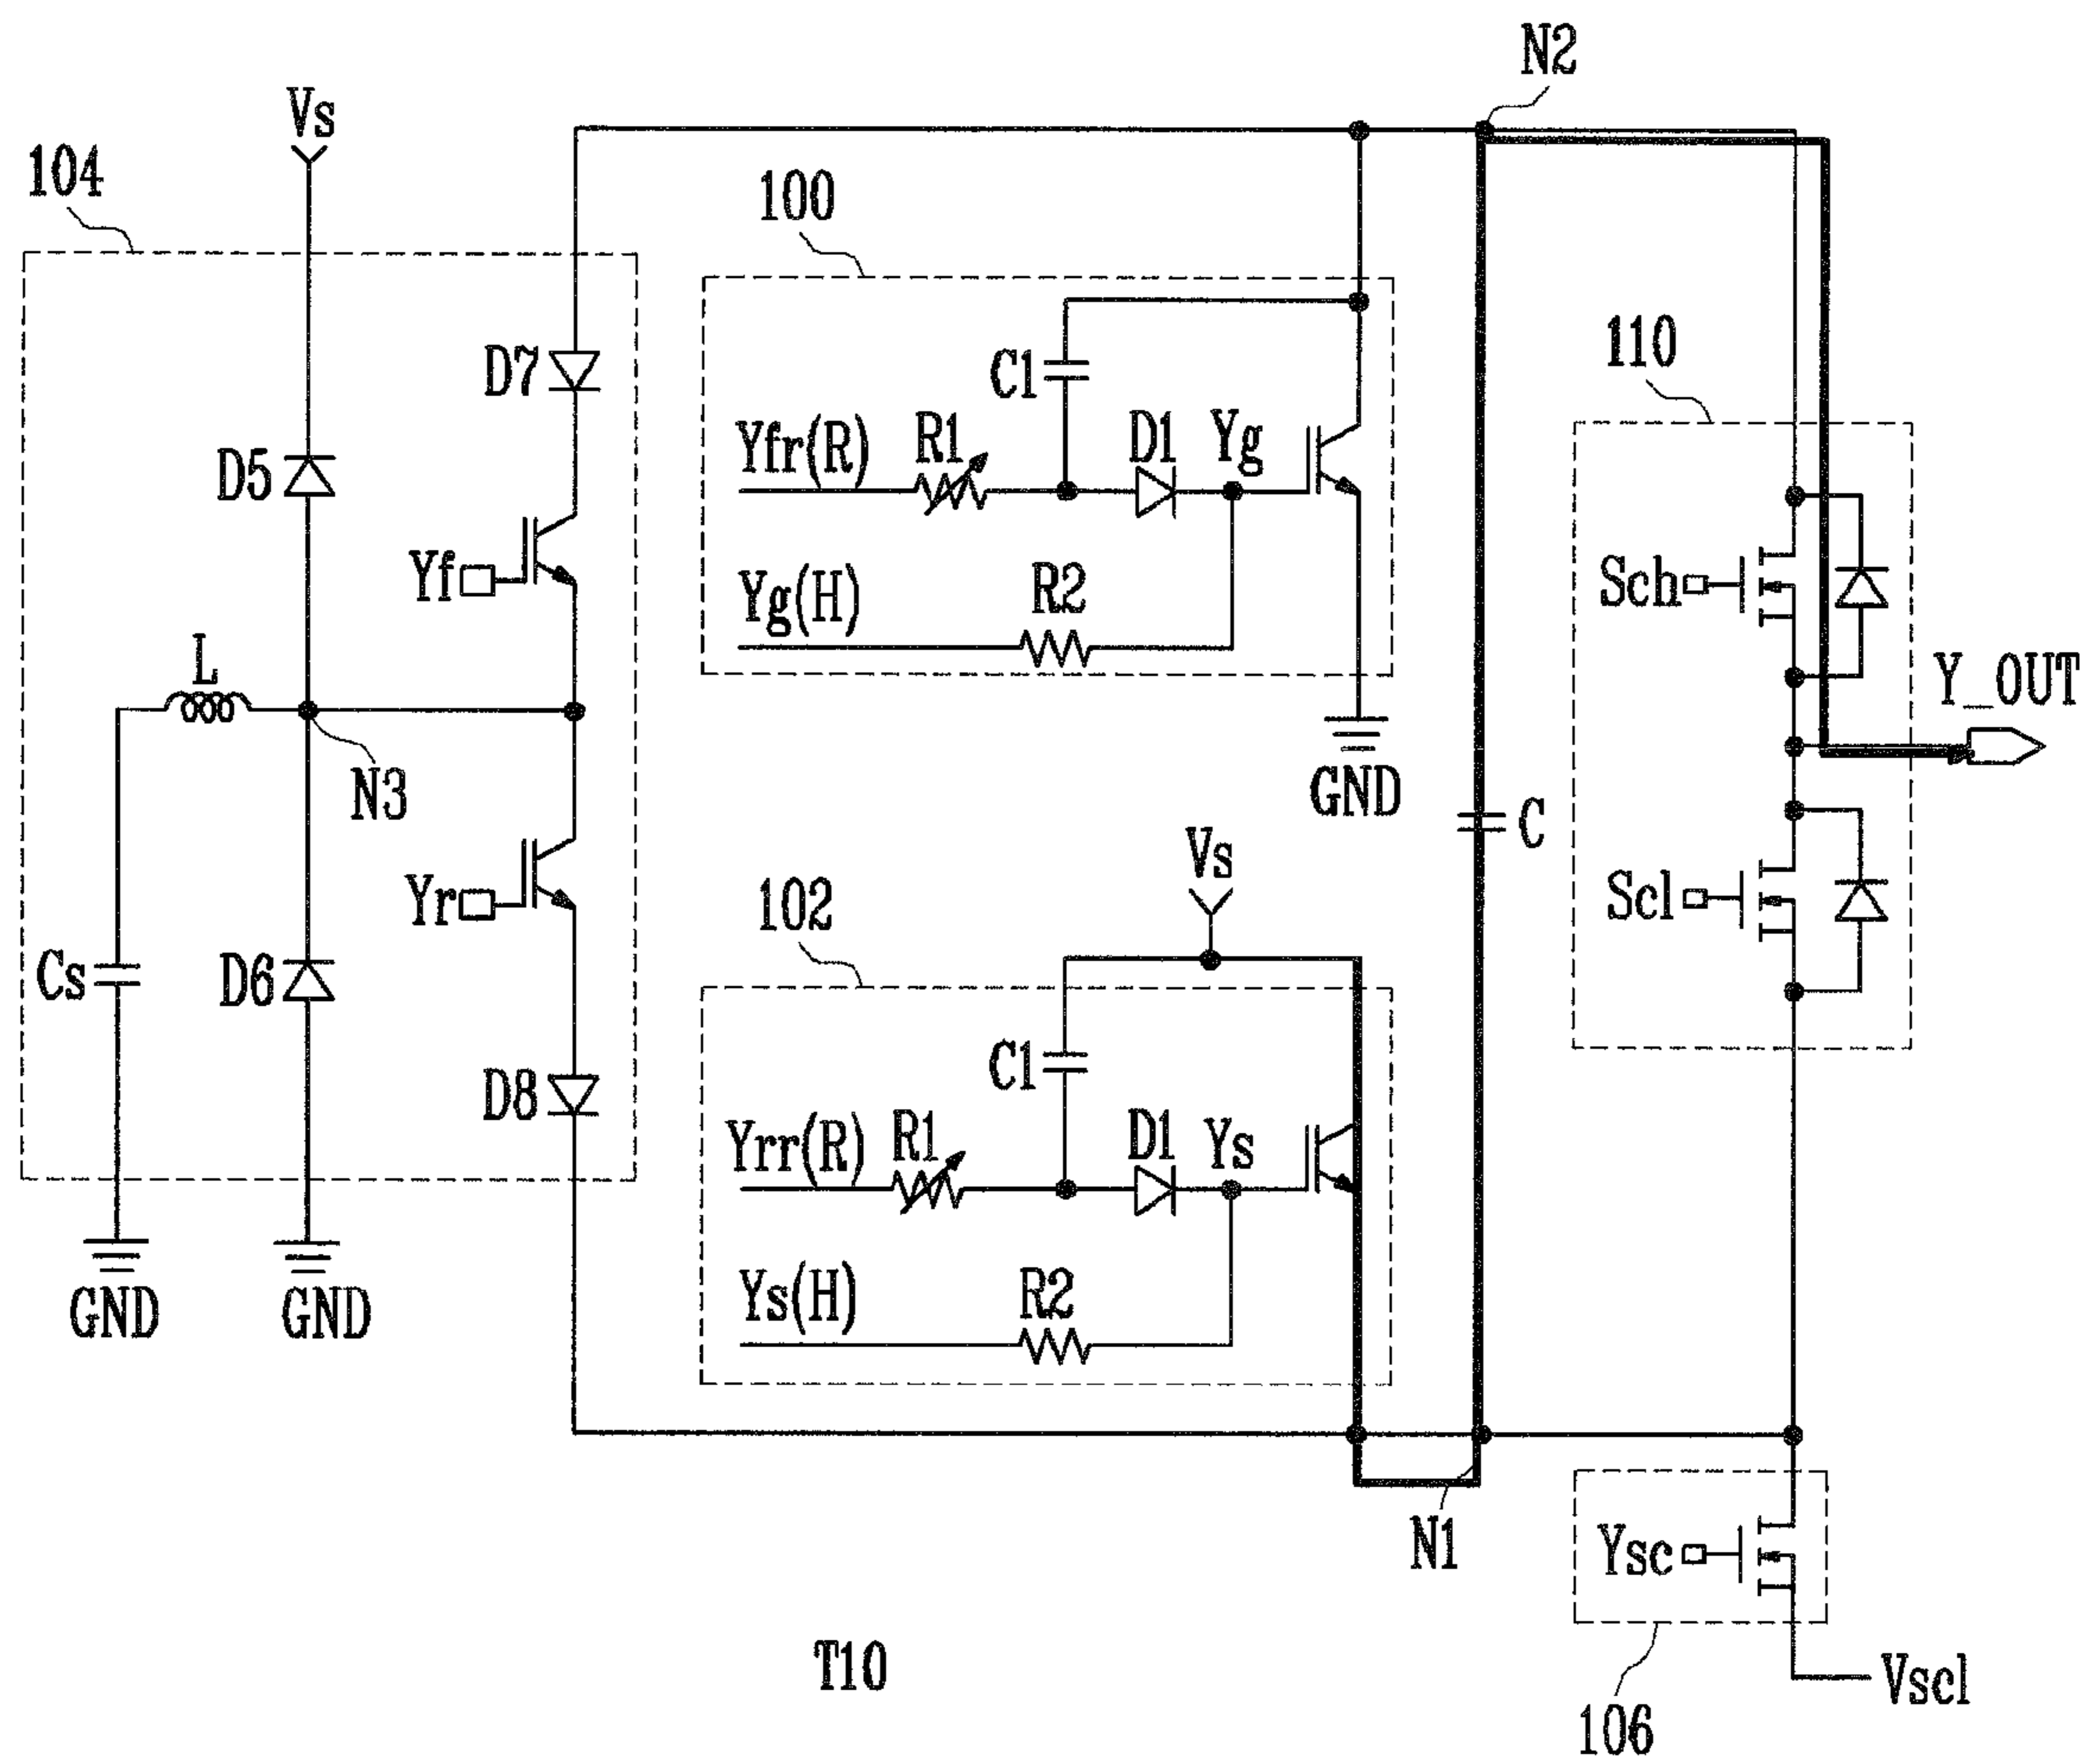 N2
Vs
104
100
110
D7
C1
Yfr(R)
R1
D1
Yg
D5
Yf
Sch
Yg(H)
R2
L
Y_OUT
N3
GND
C
Vs
102
Yr
Scl
Cs
D6
C1
D8
Yrr(R)
R1
D1
Ys
Ys(H)
R2
GND
GND
N1
Ysc
T10
Vscl
106